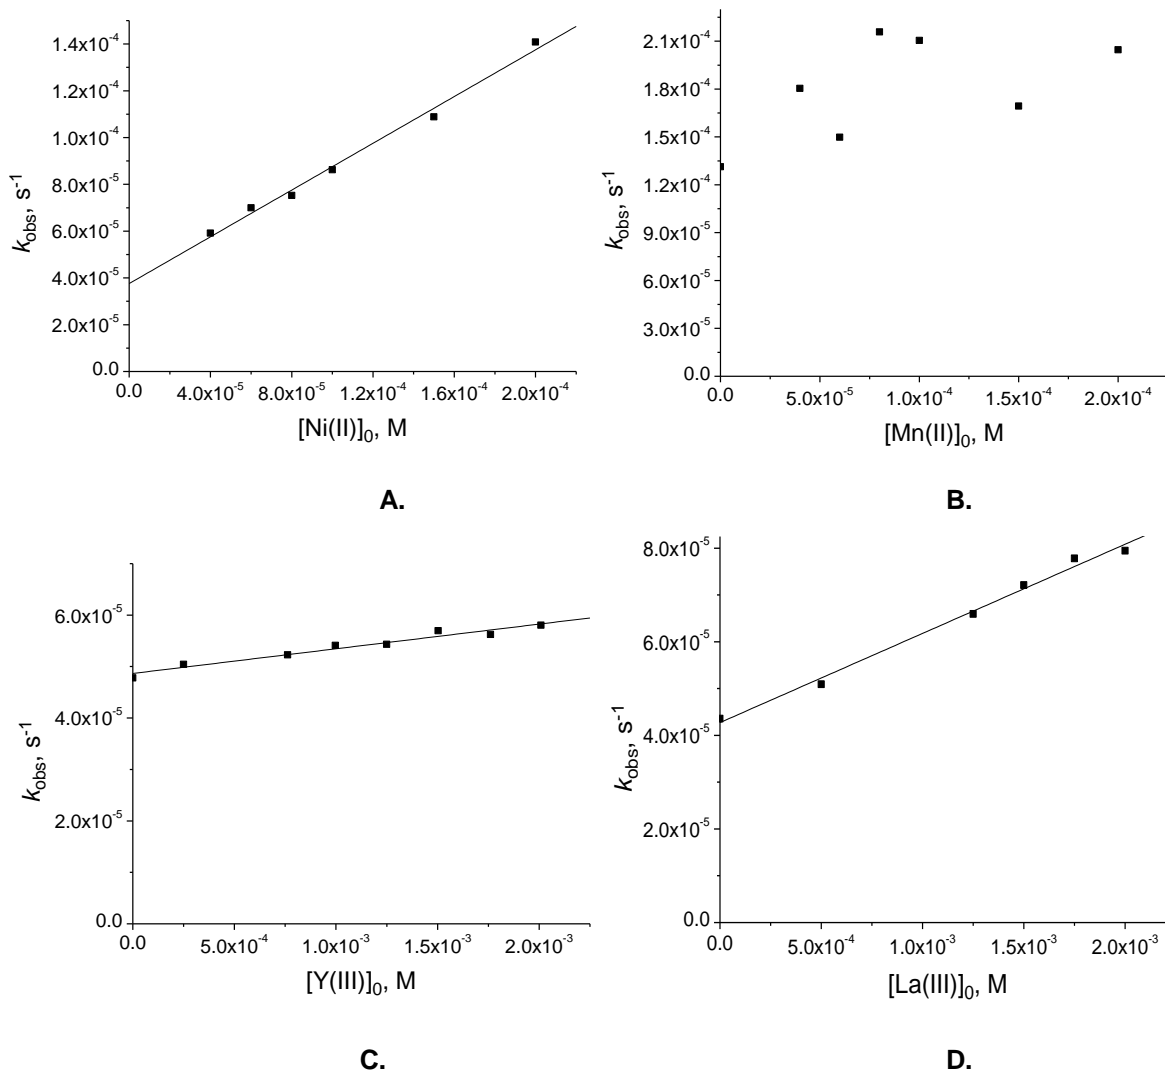 1.4x10⁻⁴
1.2x10⁻⁴
1.0x10⁻⁴
8.0x10⁻⁵
6.0x10⁻⁵
4.0x10⁻⁵
2.0x10⁻⁵
0.0
k_obs, s⁻¹
0.0 4.0x10⁻⁵ 8.0x10⁻⁵ 1.2x10⁻⁴ 1.6x10⁻⁴ 2.0x10⁻⁴
[Ni(II)]₀, M
A.
2.1x10⁻⁴
1.8x10⁻⁴
1.5x10⁻⁴
1.2x10⁻⁴
9.0x10⁻⁵
6.0x10⁻⁵
3.0x10⁻⁵
0.0
k_obs, s⁻¹
0.0 5.0x10⁻⁵ 1.0x10⁻⁴ 1.5x10⁻⁴ 2.0x10⁻⁴
[Mn(II)]₀, M
B.
6.0x10⁻⁵
4.0x10⁻⁵
2.0x10⁻⁵
0.0
k_obs, s⁻¹
0.0 5.0x10⁻⁴ 1.0x10⁻³ 1.5x10⁻³ 2.0x10⁻³
[Y(III)]₀, M
C.
8.0x10⁻⁵
6.0x10⁻⁵
4.0x10⁻⁵
2.0x10⁻⁵
0.0
k_obs, s⁻¹
0.0 5.0x10⁻⁴ 1.0x10⁻³ 1.5x10⁻³ 2.0x10⁻³
[La(III)]₀, M
D.